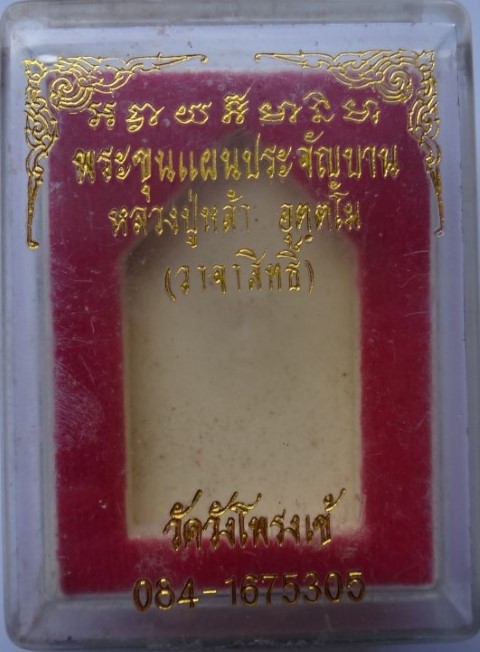 พระขุนแผนประจัญบาน
หลวงปู่หล้า อุตฺตโม
(วาจาสิทธิ์)
วัดวังโพรงเข้
084-1675305